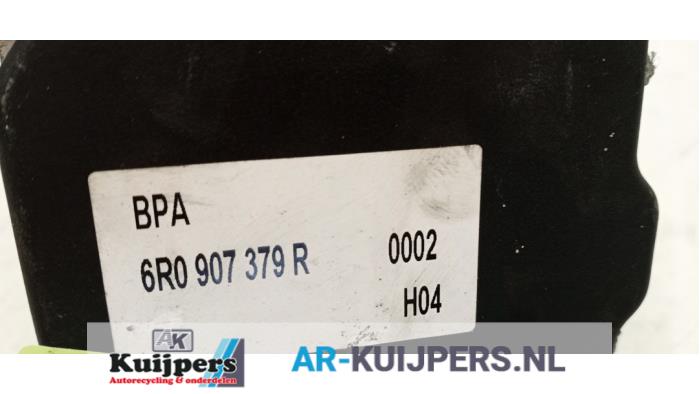 BPA
6R0 907 379 R 0002
H04
AK
Kuijpers
Autorecycling & onderdelen
AR-KUIJPERS.NL